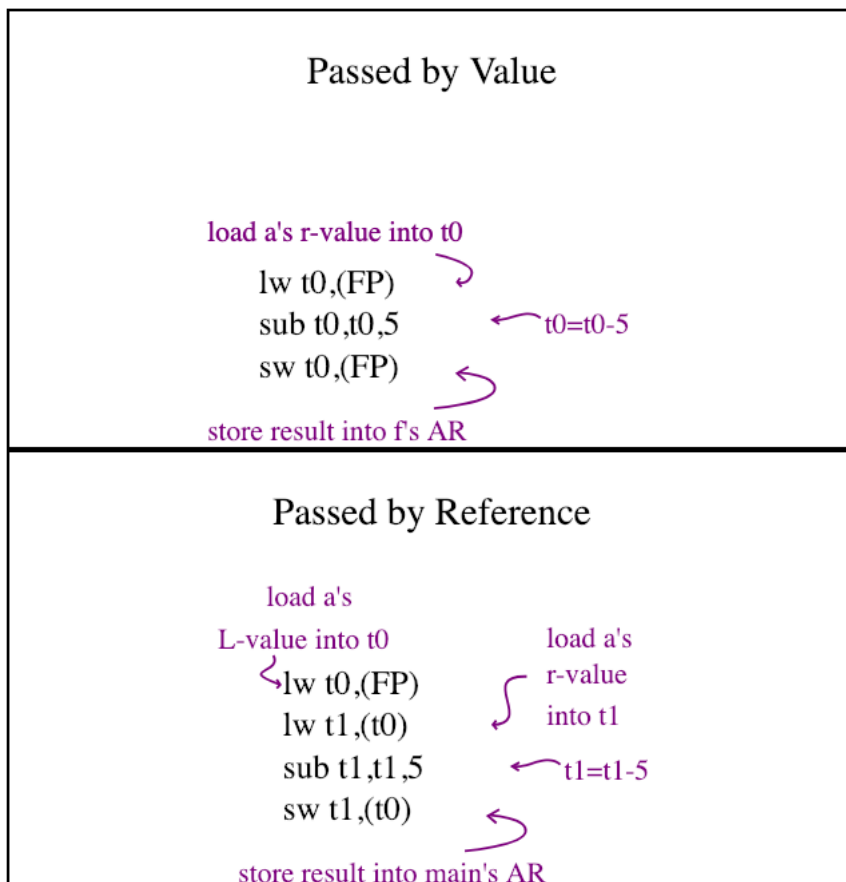 Passed by Value
load a's r-value into t0
lw t0,(FP)
sub t0,t0,5
t0=t0-5
sw t0,(FP)
store result into f's AR
Passed by Reference
load a's
L-value into t0
lw t0,(FP)
load a's
r-value
into t1
lw t1,(t0)
sub t1,t1,5
t1=t1-5
sw t1,(t0)
store result into main's AR